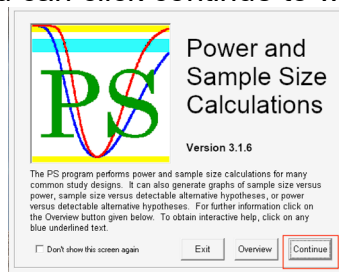 PS
Power and
Sample Size
Calculations
Version 3.1.6
The PS program performs power and sample size calculations for many
common study designs. It can also generate graphs of sample size versus
power, sample size versus detectable alternative hypotheses, or power
versus detectable alternative hypotheses. For further information click on
the Overview button given below. To obtain interactive help, click on any
blue underlined text.
Don't show this screen again
Exit
Overview
Continue